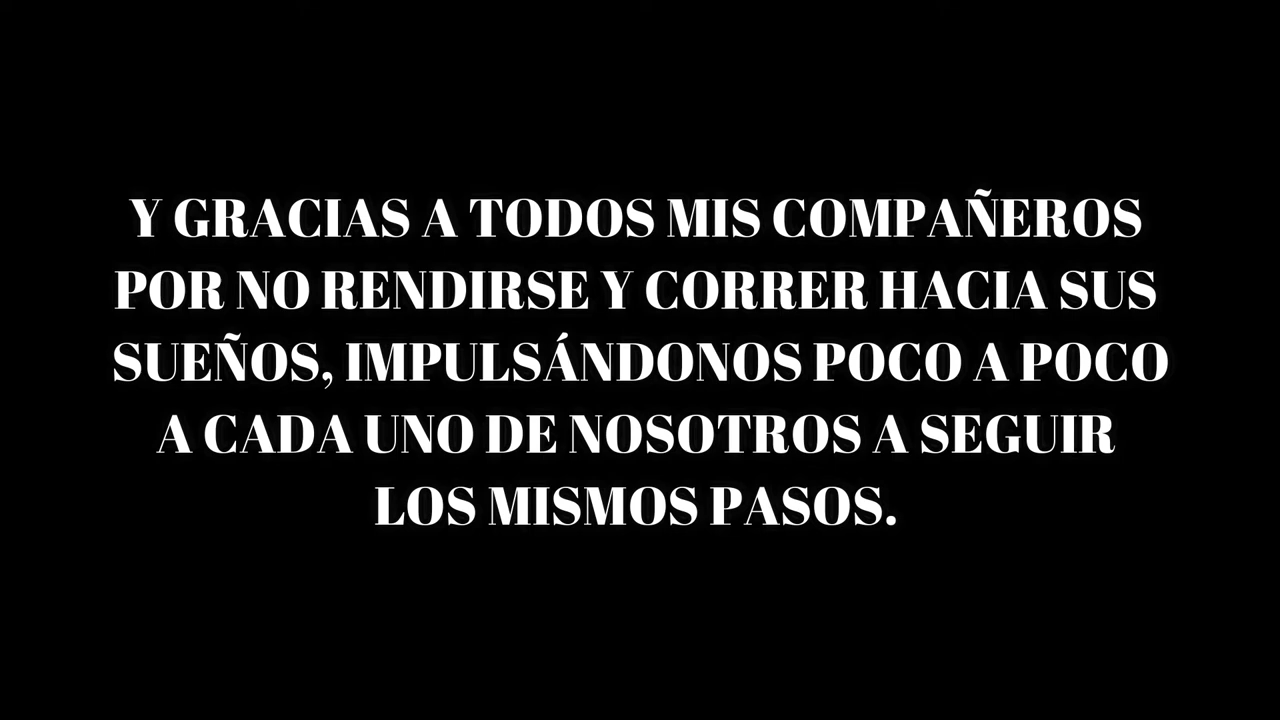 Y GRACIAS A TODOS MIS COMPAÑEROS
POR NO RENDIRSE Y CORRER HACIA SUS
SUEÑOS, IMPULSÁNDONOS POCO A POCO
A CADA UNO DE NOSOTROS A SEGUIR
LOS MISMOS PASOS.